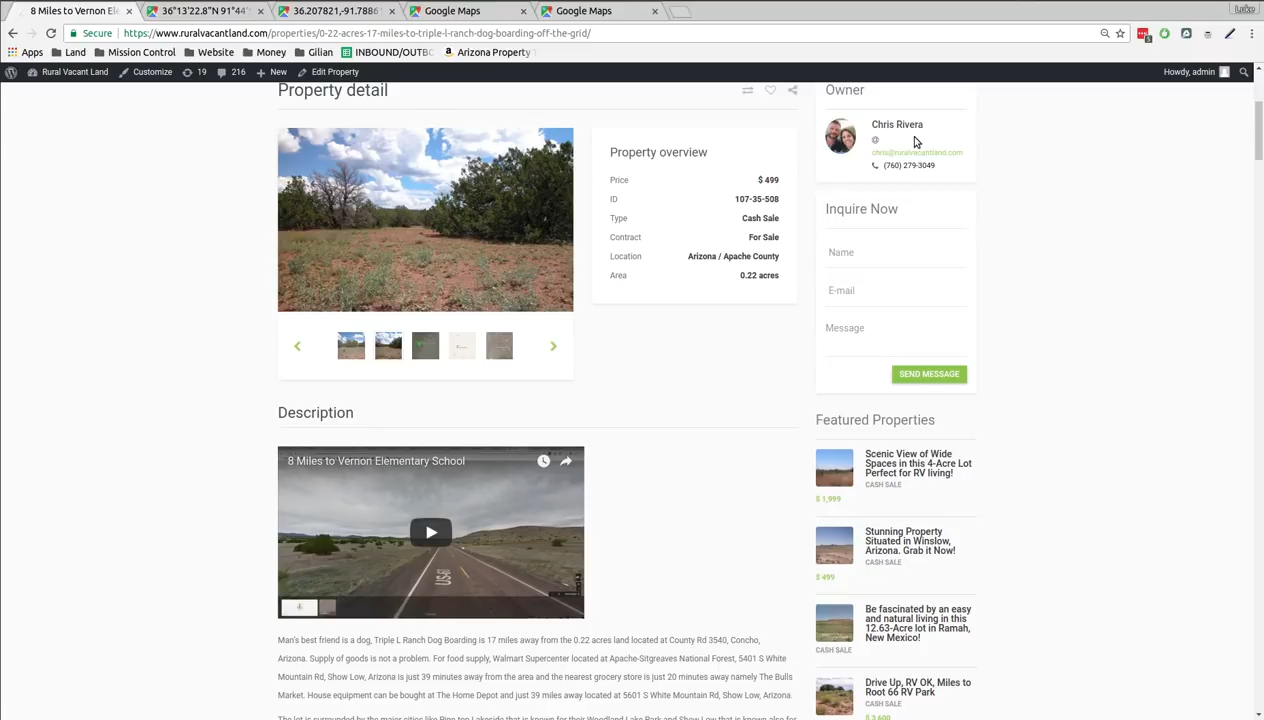 8 Miles to Vernon El
36°13'22.8"N 91°44'
36.207821,-91.7886
Google Maps
Google Maps
Luke
Secure
https://www.ruralvacantland.com/properties/0-22-acres-17-miles-to-triple-l-ranch-dog-boarding-off-the-grid/
Apps Land Mission Control Website Money Gilian INBOUND/OUTBO Arizona Property
Rural Vacant Land Customize 19 216 New Edit Property Howdy, admin
Property detail
Property overview
Price $ 499
ID 107-35-508
Type Cash Sale
Contract For Sale
Location Arizona / Apache County
Area 0.22 acres
Description
8 Miles to Vernon Elementary School
US-61
Man's best friend is a dog, Triple L Ranch Dog Boarding is 17 miles away from the 0.22 acres land located at County Rd 3540, Concho,
Arizona. Supply of goods is not a problem. For food supply, Walmart Supercenter located at Apache-Sitgreaves National Forest, 5401 S White
Mountain Rd, Show Low, Arizona is just 39 minutes away from the area and the nearest grocery store is just 20 minutes away namely The Bulls
Market. House equipment can be bought at The Home Depot and just 39 miles away located at 5601 S White Mountain Rd, Show Low, Arizona.
Owner
Chris Rivera
@
chris@ruralvacantland.com
(760) 279-3049
Inquire Now
Name
E-mail
Message
SEND MESSAGE
Featured Properties
Scenic View of Wide
Spaces in this 4-Acre Lot
Perfect for RV living!
CASH SALE
$ 1,999
Stunning Property
Situated in Winslow,
Arizona. Grab it Now!
CASH SALE
$ 499
Be fascinated by an easy
and natural living in this
12.63-Acre lot in Ramah,
New Mexico!
CASH SALE
Drive Up, RV OK, Miles to
Root 66 RV Park
CASH SALE
$ 3,600